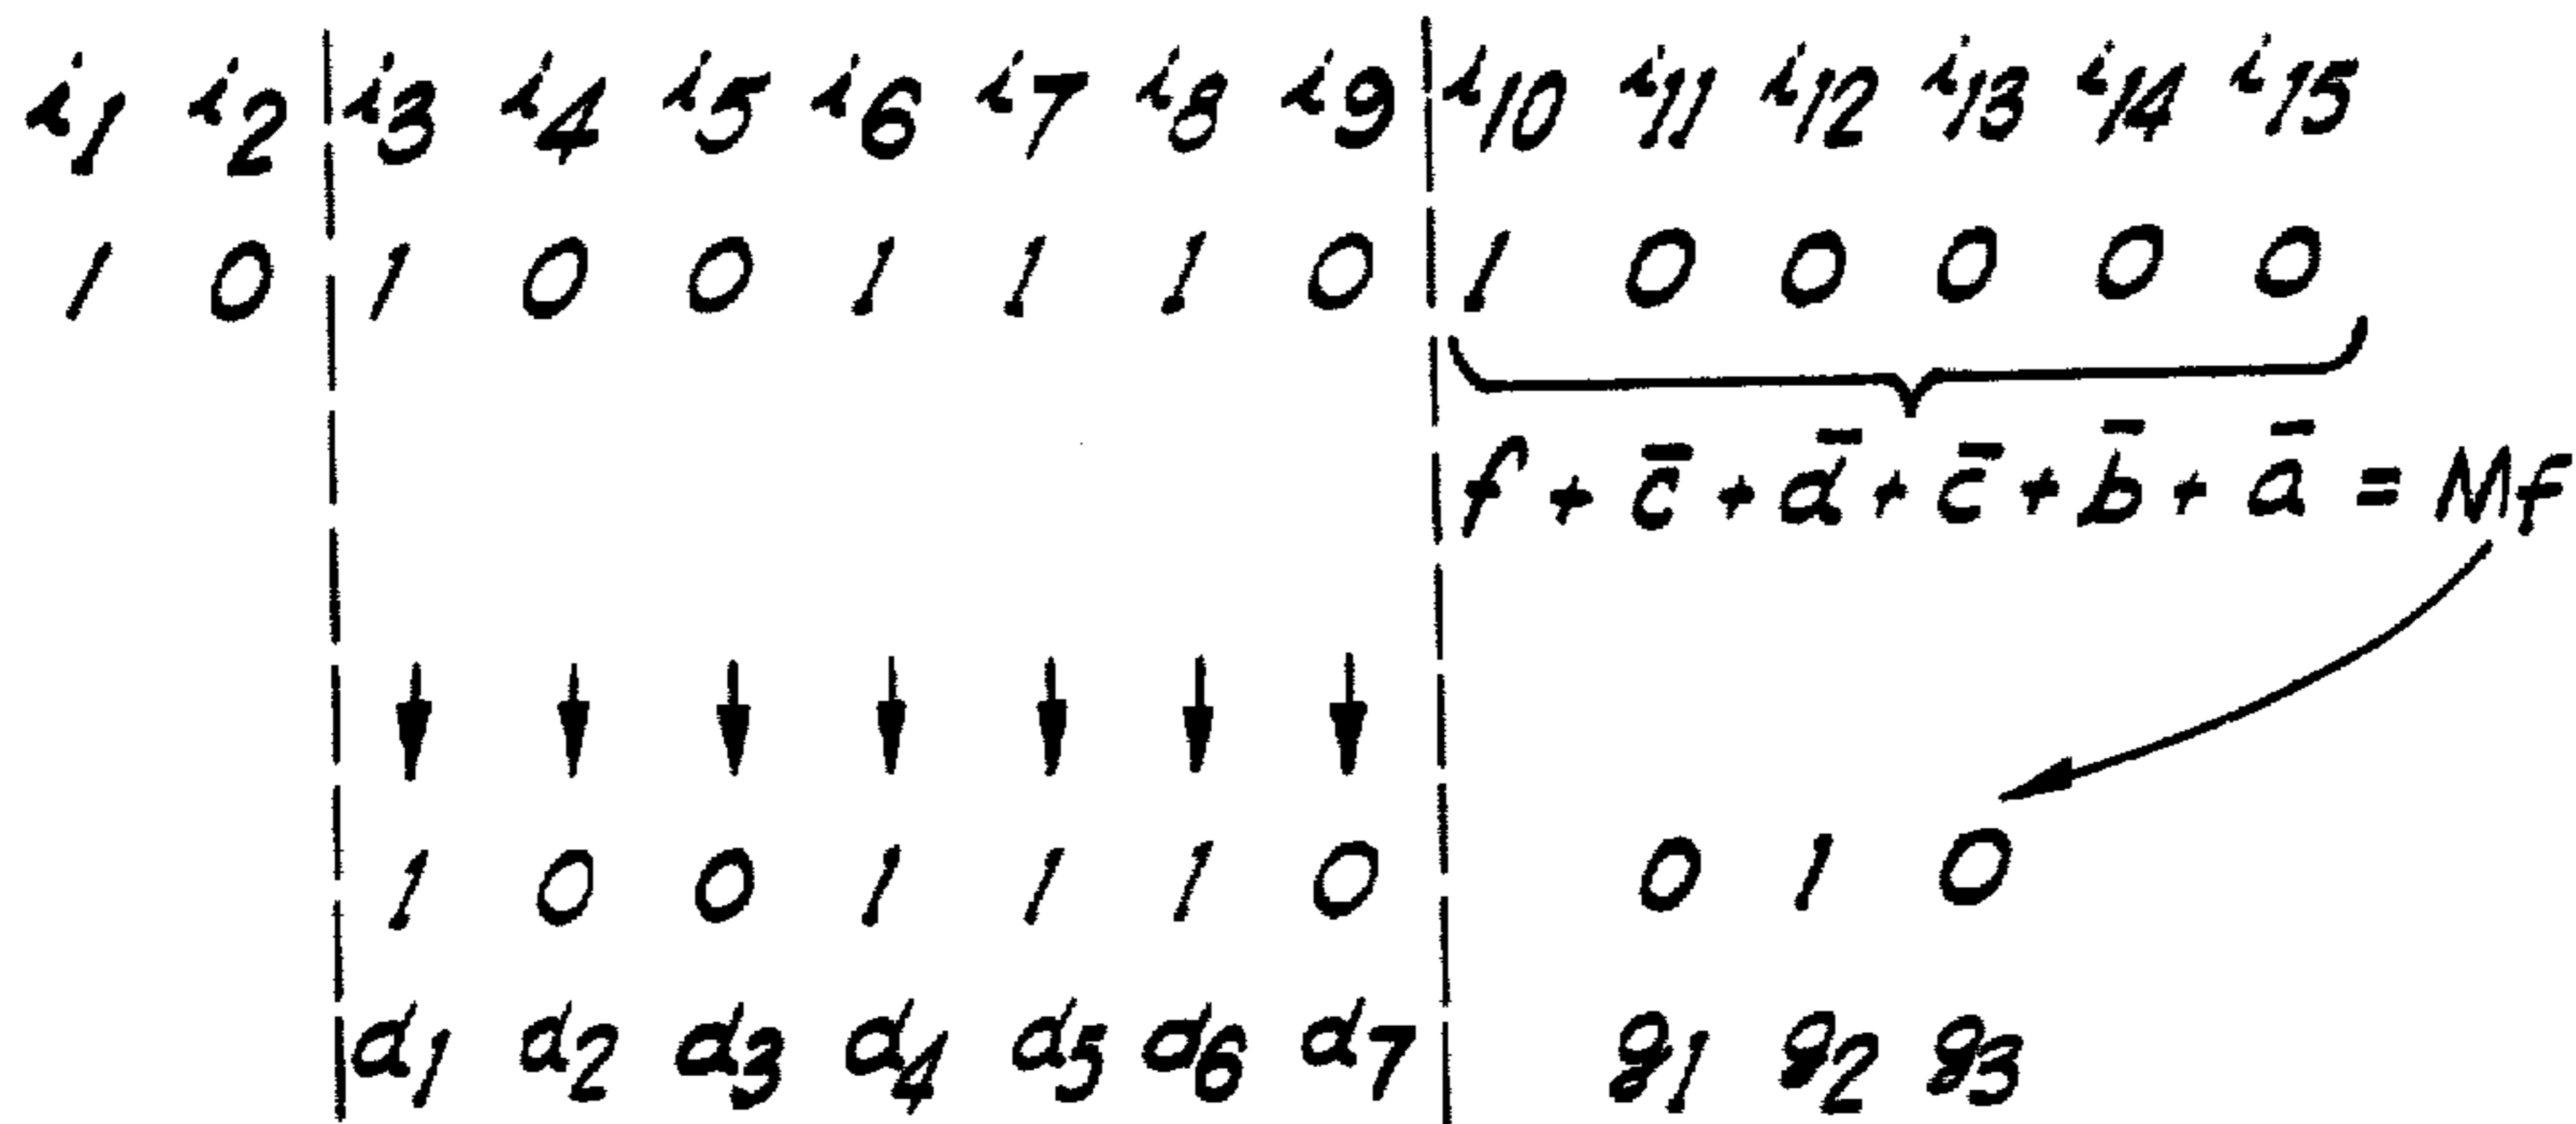 i1 i2 i3 i4 i5 i6 i7 i8 i9 i10 i11 i12 i13 i14 i15
1 0 1 0 0 1 1 1 0 1 0 0 0 0 0
f + c̄ + d̄ + c̄ + b̄ + ā = Mf
1 0 0 1 1 1 0 0 1 0
d1 d2 d3 d4 d5 d6 d7 g1 g2 g3